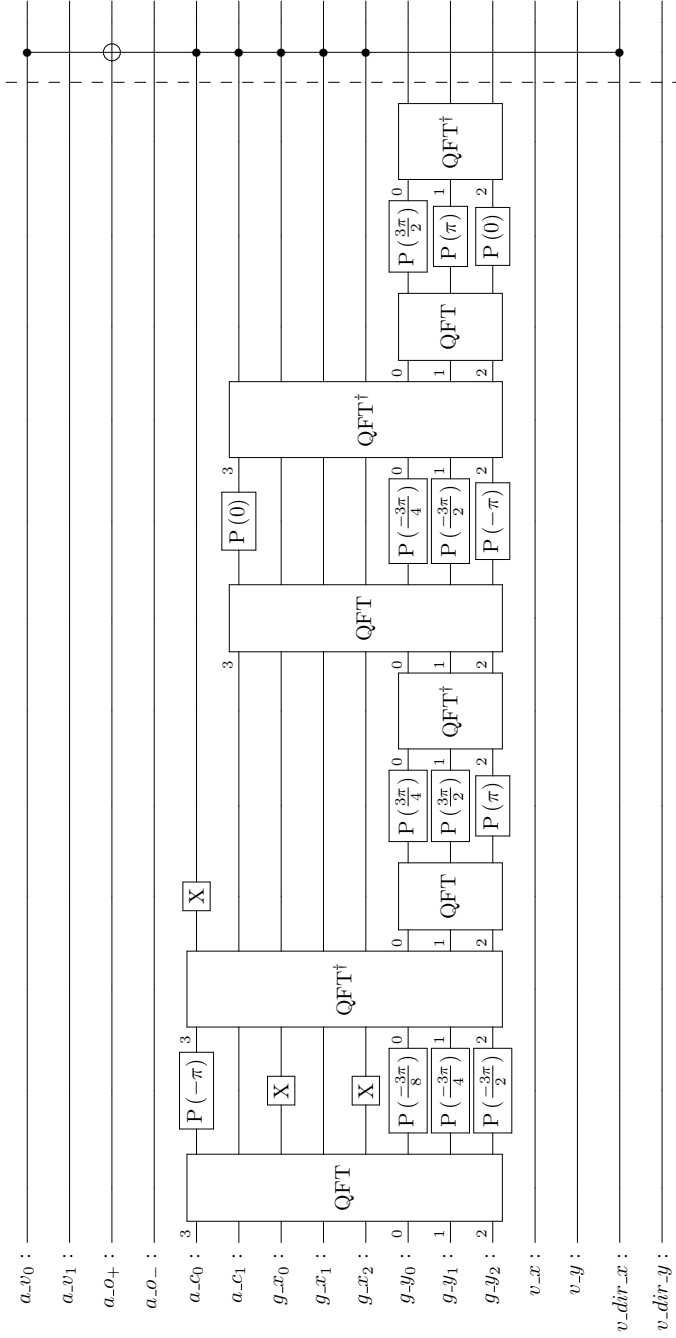 a_v₀ :
a_v₁ :
a_o₊ :
a_o₋ :
a_c₀ : 3 P(−π) 3 X
a_c₁ : 3 P(0) 3
g_x₀ : X
g_x₁ : QFT QFT†
g_x₂ : X QFT QFT†
g_y₀ : 0 P(−3π/8) 0 0 P(3π/4) 0 0 P(−3π/4) 0 0 P(3π/2) 0
g_y₁ : 1 P(−3π/4) 1 QFT 1 P(3π/2) 1 QFT† 1 P(−3π/2) 1 QFT 1 P(π) 1 QFT†
g_y₂ : 2 P(−3π/2) 2 2 P(π) 2 2 P(−π) 2 2 P(0) 2
v_x :
v_y :
v_dir_x :
v_dir_y :